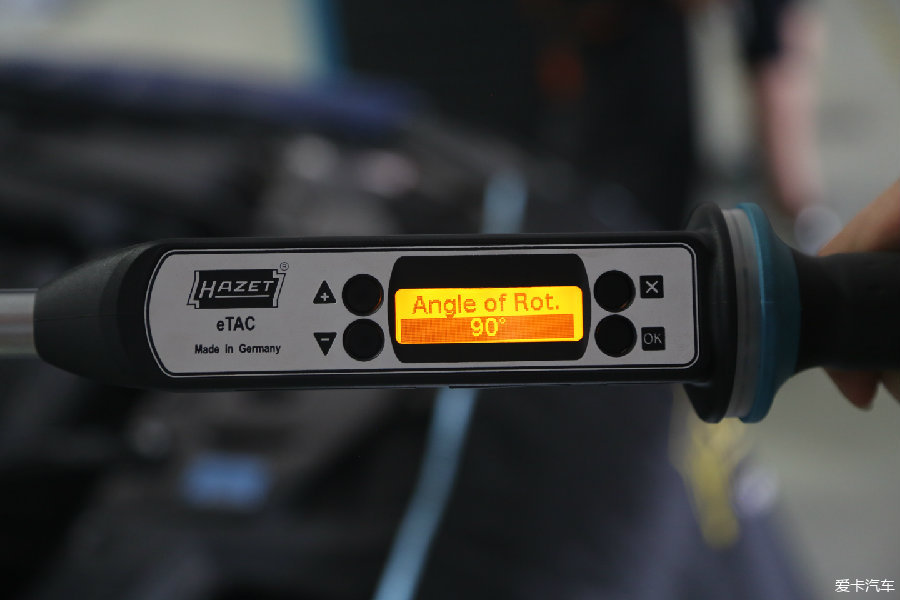 HAZET®
eTAC
Made in Germany
+
−
Angle of Rot.
90°
X
OK
爱卡汽车